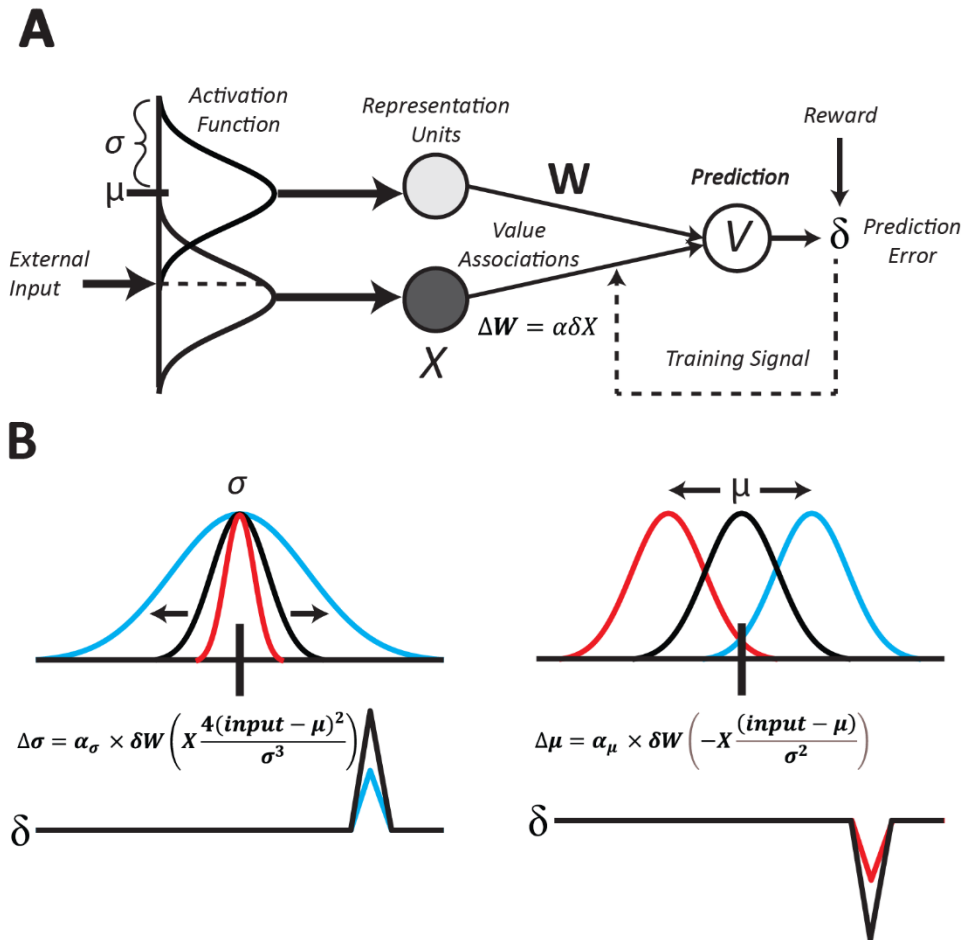 A
Activation
Function
Representation
Units
Reward
σ
μ
W
Prediction
External
Input
Value
Associations
V
δ
Prediction
Error
X
ΔW = αδX
Training Signal
B
σ
μ
Δσ = α_σ × δW(X 4(input − μ)² / σ³)
Δμ = α_μ × δW(−X (input − μ) / σ²)
δ
δ